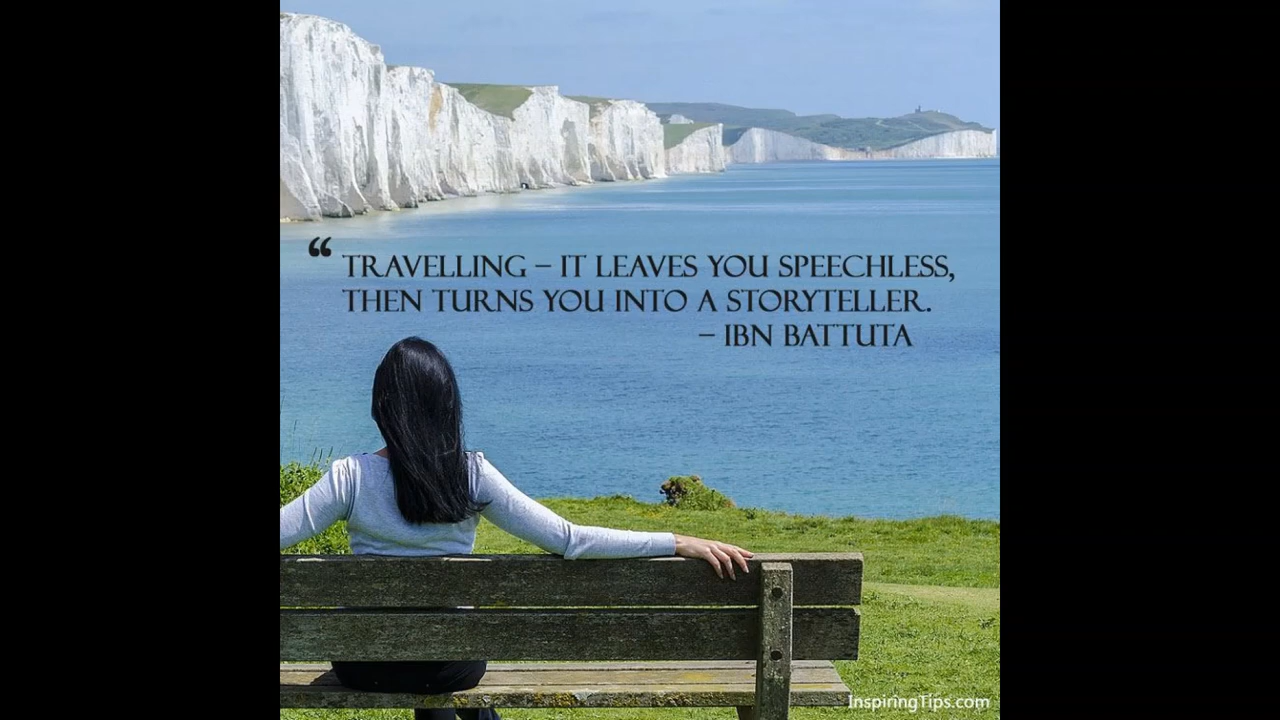 “ TRAVELLING – IT LEAVES YOU SPEECHLESS,
THEN TURNS YOU INTO A STORYTELLER.
– IBN BATTUTA
InspiringTips.com